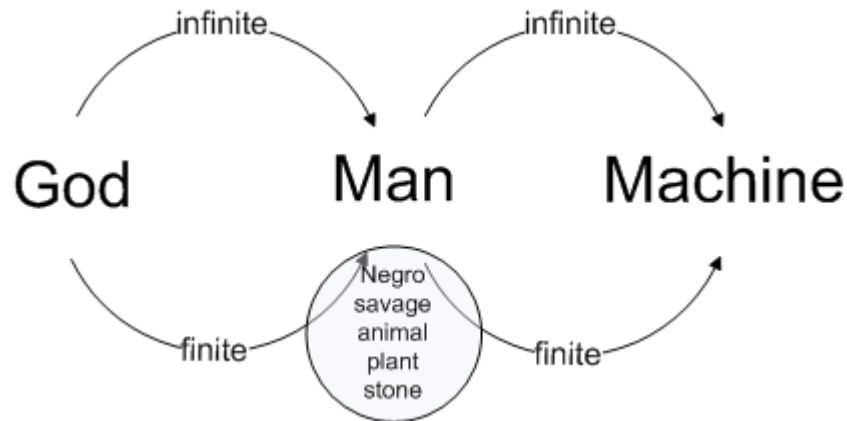 infinite infinite
God Man Machine
Negro
savage
animal
plant
stone
finite finite